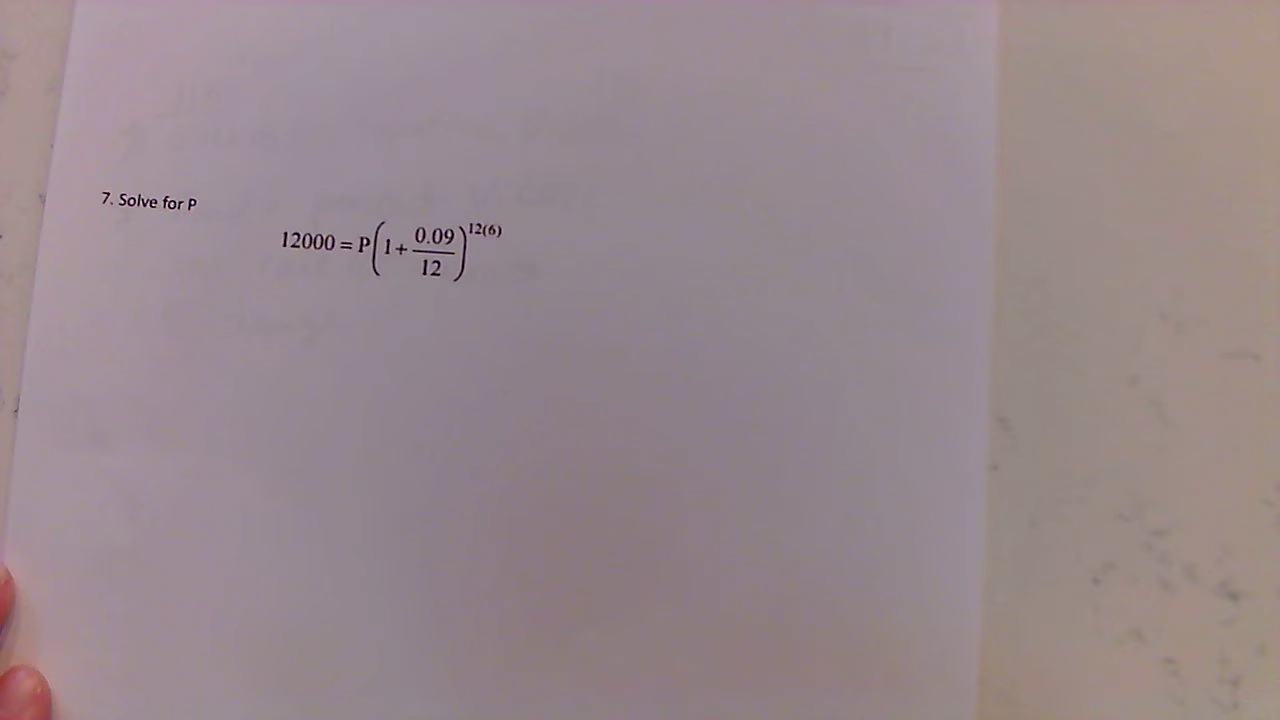 7. Solve for P
12000 = P(1 + 0.09/12)^12(6)